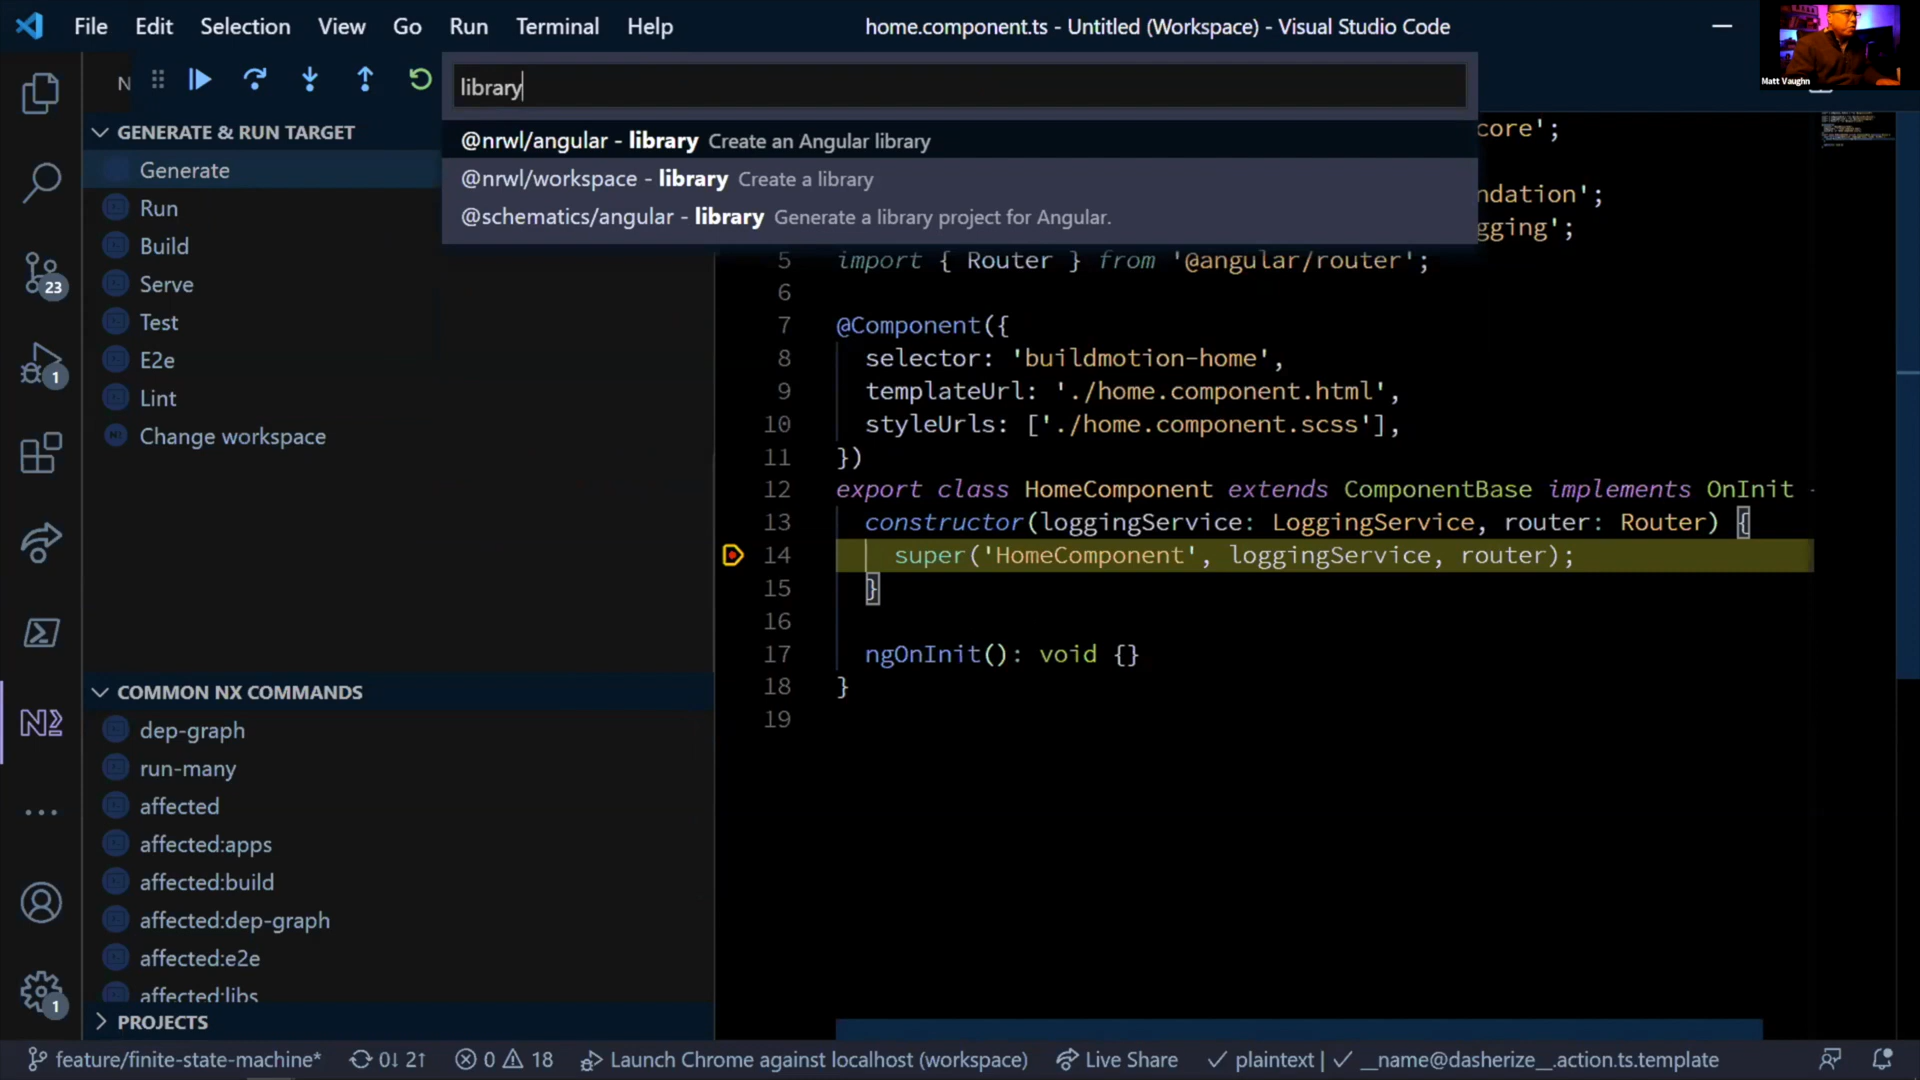 File Edit Selection View Go Run Terminal Help
home.component.ts - Untitled (Workspace) - Visual Studio Code
Matt Vaughn
N
library
@nrwl/angular - library Create an Angular library
@nrwl/workspace - library Create a library
@schematics/angular - library Generate a library project for Angular.
GENERATE & RUN TARGET
Generate
Run
Build
Serve
Test
E2e
Lint
Change workspace
COMMON NX COMMANDS
dep-graph
run-many
affected
affected:apps
affected:build
affected:dep-graph
affected:e2e
affected:libs
PROJECTS
23
1
1
core';
ndation';
gging';
5 import { Router } from '@angular/router';
6
7 @Component({
8 selector: 'buildmotion-home',
9 templateUrl: './home.component.html',
10 styleUrls: ['./home.component.scss'],
11 })
12 export class HomeComponent extends ComponentBase implements OnInit
13 constructor(loggingService: LoggingService, router: Router) {
14 super('HomeComponent', loggingService, router);
15 }
16
17 ngOnInit(): void {}
18 }
19
feature/finite-state-machine* 0↓ 2↑ 0 18 Launch Chrome against localhost (workspace) Live Share ✓ plaintext | ✓ __name@dasherize__.action.ts.template